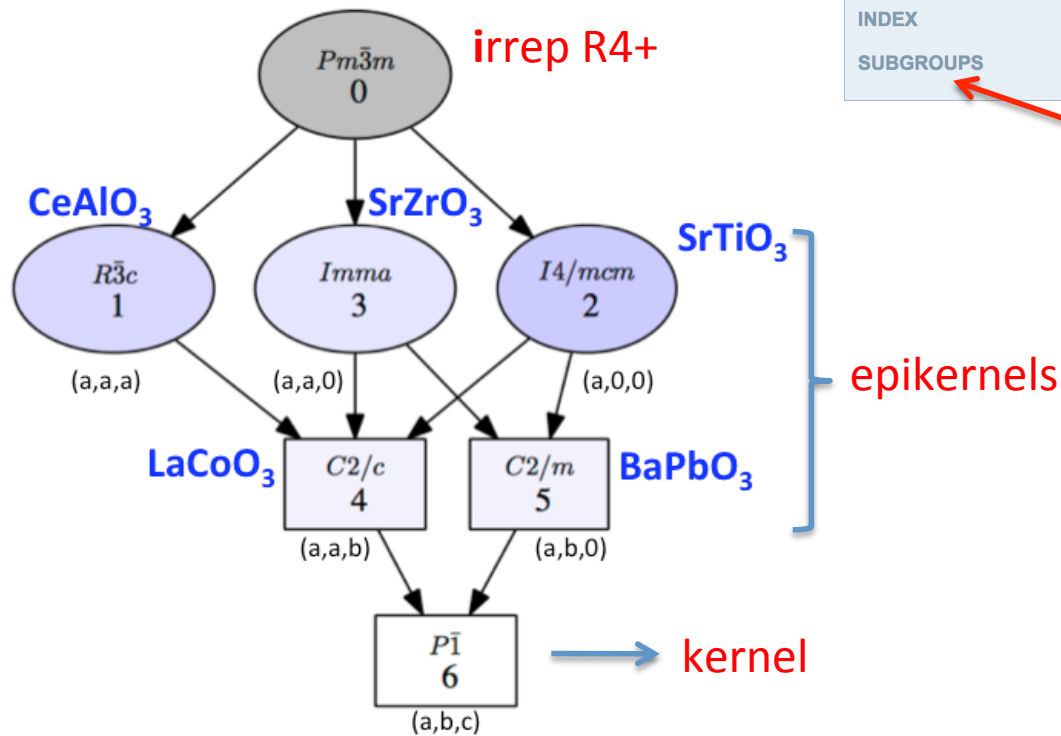 Pm3̄m
0
irrep R4+
INDEX
SUBGROUPS
CeAlO₃
SrZrO₃
SrTiO₃
R3̄c
1
Imma
3
I4/mcm
2
(a,a,a)
(a,a,0)
(a,0,0)
epikernels
LaCoO₃
C2/c
4
C2/m
5
BaPbO₃
(a,a,b)
(a,b,0)
P1̄
6
kernel
(a,b,c)